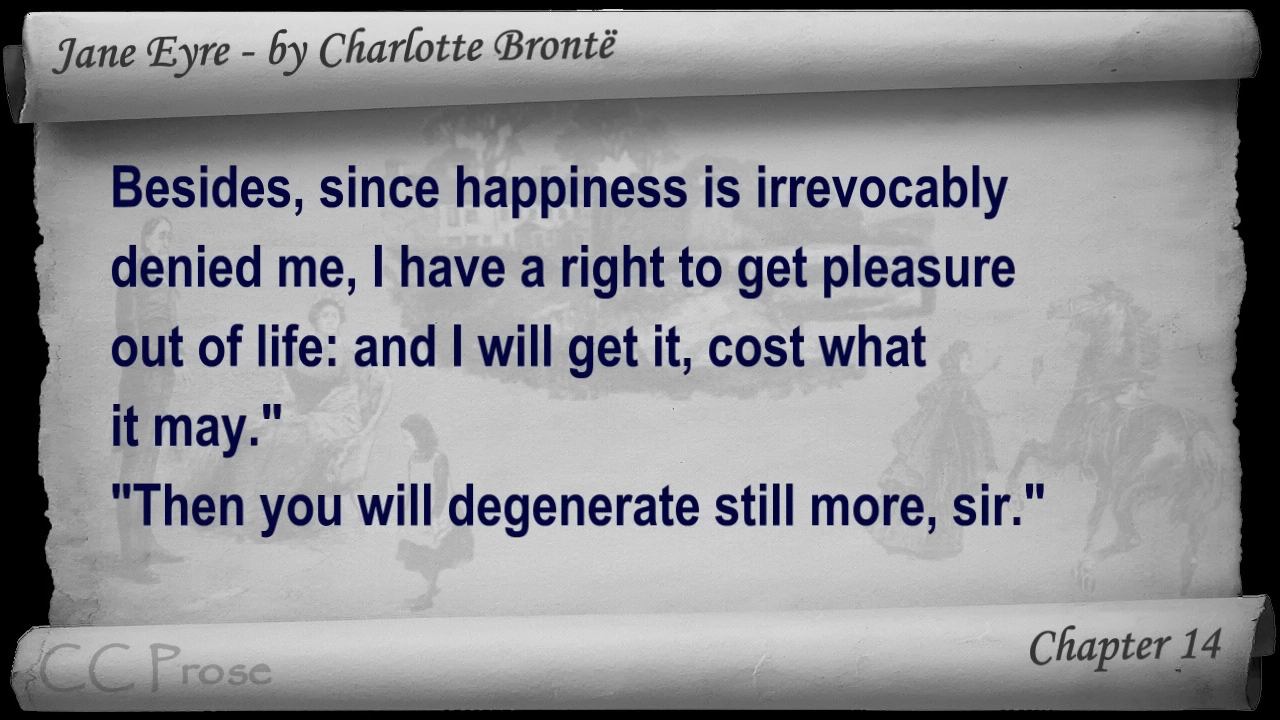 Jane Eyre - by Charlotte Brontë
Besides, since happiness is irrevocably
denied me, I have a right to get pleasure
out of life: and I will get it, cost what
it may."
"Then you will degenerate still more, sir."
CC Prose
Chapter 14